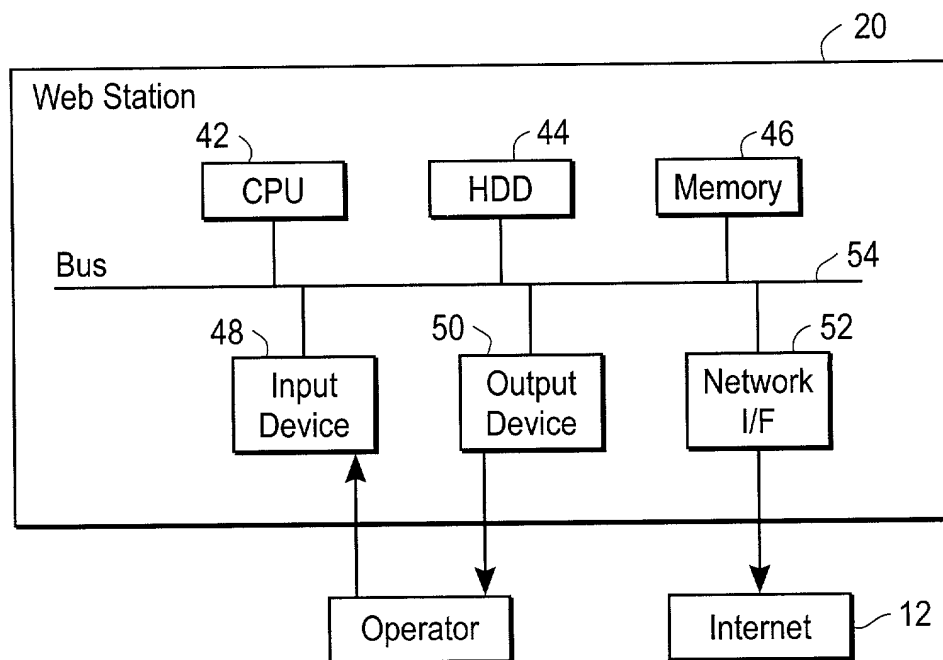 20
Web Station
42
44
46
CPU
HDD
Memory
Bus
54
48
50
52
Input
Device
Output
Device
Network
I/F
Operator
Internet
12